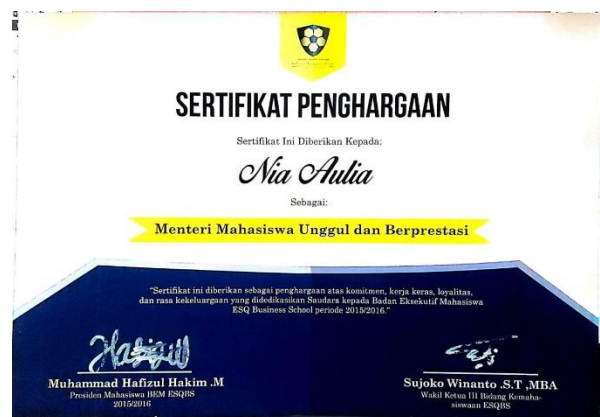 SERTIFIKAT PENGHARGAAN
Sertifikat Ini Diberikan Kepada:
Nia Aulia
Sebagai:
Menteri Mahasiswa Unggul dan Berprestasi
"Sertifikat ini diberikan sebagai penghargaan atas komitmen, kerja keras, loyalitas,
dan rasa kekeluargaan yang didedikasikan Saudara kepada Badan Eksekutif Mahasiswa
ESQ Business School periode 2015/2016."
Muhammad Hafizul Hakim .M
Presiden Mahasiswa BEM ESQBS
2015/2016
Sujoko Winanto .S.T ,MBA
Wakil Ketua III Bidang Kemaha-
siswaan ESQBS